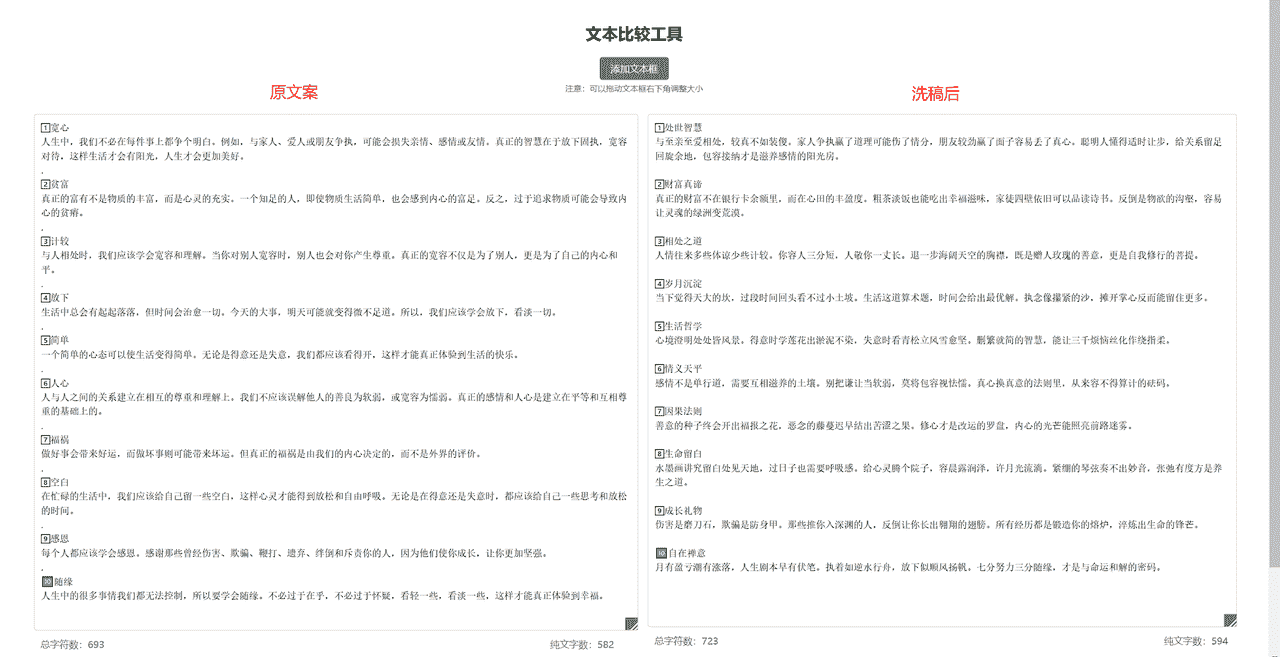 文本比较工具
添加文本框
注意：可以拖动文本框右下角调整大小
原文案
洗稿后
1宽心
人生中，我们不必在每件事上都争个明白。例如，与家人、爱人或朋友争执，可能会损失亲情、感情或友情。真正的智慧在于放下固执，宽容
对待，这样生活才会有阳光，人生才会更加美好。
.
2贫富
真正的富有不是物质的丰富，而是心灵的充实。一个知足的人，即使物质生活简单，也会感到内心的富足。反之，过于追求物质可能会导致内
心的贫瘠。
.
3计较
与人相处时，我们应该学会宽容和理解。当你对别人宽容时，别人也会对你产生尊重。真正的宽容不仅是为了别人，更是为了自己的内心和
平。
.
4放下
生活中总会有起起落落，但时间会治愈一切。今天的大事，明天可能就变得微不足道。所以，我们应该学会放下，看淡一切。
.
5简单
一个简单的心态可以使生活变得简单。无论是得意还是失意，我们都应该看得开，这样才能真正体验到生活的快乐。
.
6人心
人与人之间的关系建立在相互的尊重和理解上。我们不应该误解他人的善良为软弱，或宽容为懦弱。真正的感情和人心是建立在平等和互相尊
重的基础上的。
.
7福祸
做好事会带来好运，而做坏事则可能带来坏运。但真正的福祸是由我们的内心决定的，而不是外界的评价。
.
8空白
在忙碌的生活中，我们应该给自己留一些空白，这样心灵才能得到放松和自由呼吸。无论是在得意还是失意时，都应该给自己一些思考和放松
的时间。
.
9感恩
每个人都应该学会感恩。感谢那些曾经伤害、欺骗、鞭打、遗弃、绊倒和斥责你的人，因为他们使你成长，让你更加坚强。
.
10随缘
人生中的很多事情我们都无法控制，所以要学会随缘。不必过于在乎，不必过于怀疑，看轻一些，看淡一些，这样才能真正体验到幸福。
总字符数：693
纯文字数：582
1处世智慧
与至亲至爱相处，较真不如装傻。家人争执赢了道理可能伤了情分，朋友较劲赢了面子容易丢了真心。聪明人懂得适时让步，给关系留足
回旋余地，包容接纳才是滋养感情的阳光房。
2财富真谛
真正的财富不在银行卡余额里，而在心田的丰盈度。粗茶淡饭也能吃出幸福滋味，家徒四壁依旧可以品读诗书。反倒是物欲的沟壑，容易
让灵魂的绿洲变荒漠。
3相处之道
人情往来多些体谅少些计较。你容人三分短，人敬你一丈长。退一步海阔天空的胸襟，既是赠人玫瑰的善意，更是自我修行的菩提。
4岁月沉淀
当下觉得天大的坎，过段时间回头看不过小土坡。生活这道算术题，时间会给出最优解。执念像攥紧的沙，摊开掌心反而能留住更多。
5生活哲学
心境澄明处处皆风景。得意时学莲花出淤泥不染，失意时看青松立风雪愈坚。删繁就简的智慧，能让三千烦恼丝化作绕指柔。
6情义天平
感情不是单行道，需要互相滋养的土壤。别把谦让当软弱，莫将包容视怯懦。真心换真意的法则里，从来容不得算计的砝码。
7因果法则
善意的种子终会开出福报之花，恶念的藤蔓迟早结出苦涩之果。修心才是改运的罗盘，内心的光芒能照亮前路迷雾。
8生命留白
水墨画讲究留白处见天地，过日子也需要呼吸感。给心灵腾个院子，容晨露润泽，许月光流淌。紧绷的琴弦奏不出妙音，张弛有度方是养
生之道。
9成长礼物
伤害是磨刀石，欺骗是防身甲。那些推你入深渊的人，反倒让你长出翱翔的翅膀。所有经历都是锻造你的熔炉，淬炼出生命的锋芒。
10自在禅意
月有盈亏潮有涨落，人生剧本早有伏笔。执着如逆水行舟，放下似顺风扬帆。七分努力三分随缘，才是与命运和解的密码。
总字符数：723
纯文字数：594